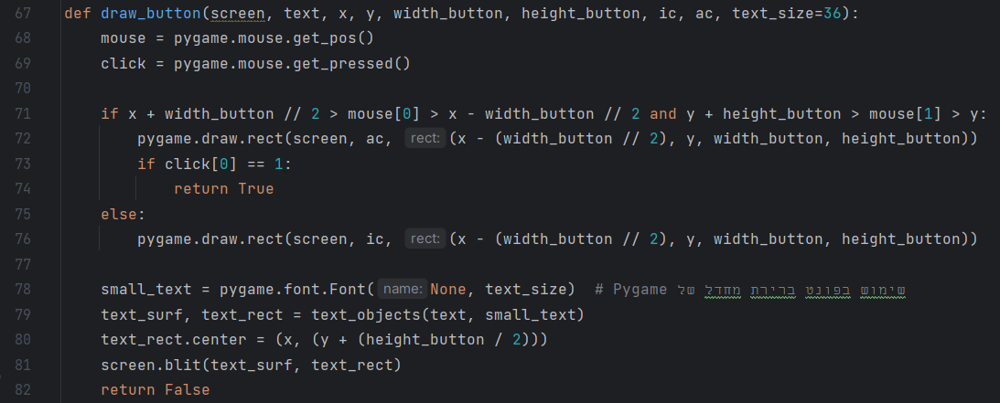 67 def draw_button(screen, text, x, y, width_button, height_button, ic, ac, text_size=36):
68     mouse = pygame.mouse.get_pos()
69     click = pygame.mouse.get_pressed()
70
71     if x + width_button // 2 > mouse[0] > x - width_button // 2 and y + height_button > mouse[1] > y:
72         pygame.draw.rect(screen, ac, rect: (x - (width_button // 2), y, width_button, height_button))
73         if click[0] == 1:
74             return True
75     else:
76         pygame.draw.rect(screen, ic, rect: (x - (width_button // 2), y, width_button, height_button))
77
78     small_text = pygame.font.Font( name: None, text_size)  # Pygame שימוש בפונט ברירת מחדל של
79     text_surf, text_rect = text_objects(text, small_text)
80     text_rect.center = (x, (y + (height_button / 2)))
81     screen.blit(text_surf, text_rect)
82     return False